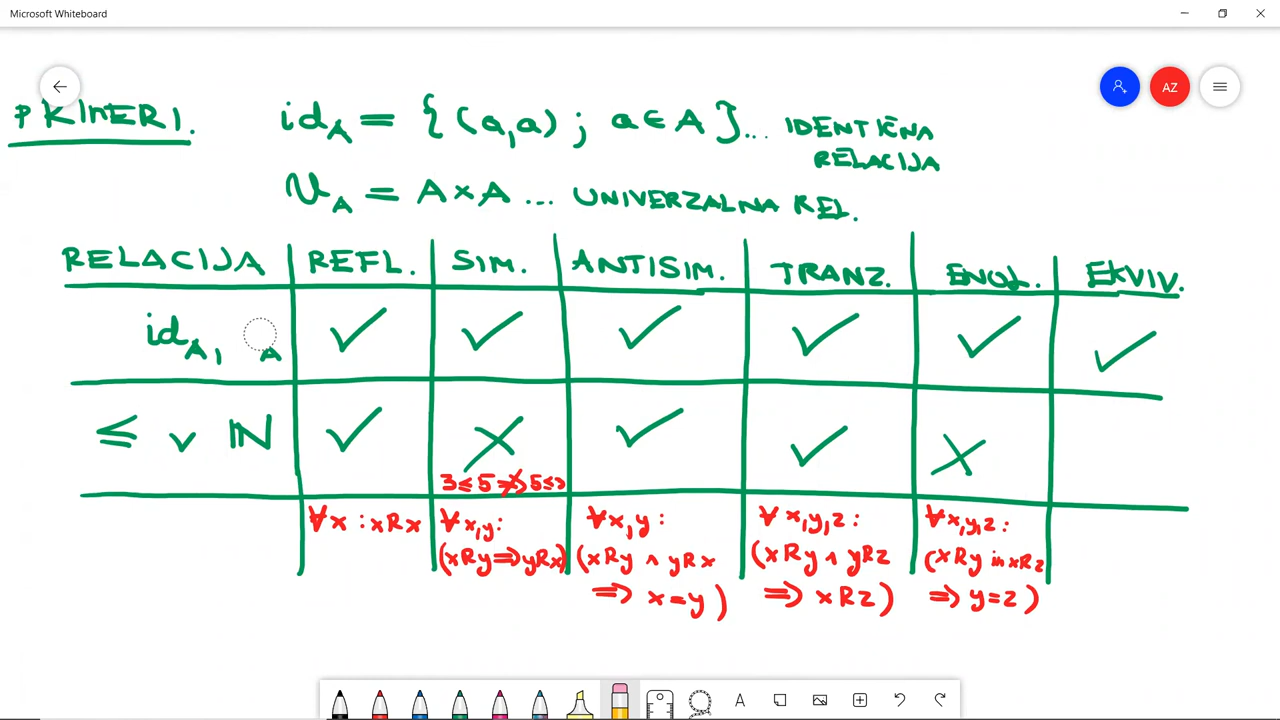 Microsoft Whiteboard
AZ
PRIMERI.
id_A = {(a,a) ; a ∈ A}... IDENTIČNA
RELACIJA
U_A = A×A ... UNIVERZALNA REL.
RELACIJA REFL. SIM. ANTISIM. TRANZ. ENOL. EKVIV.
id_A, A ✓ ✓ ✓ ✓ ✓ ✓
≤ v IN ✓ ✗ ✓ ✓ ✗
3≤5 ⇏ 5≤3
∀x : xRx ∀x,y: ∀x,y : ∀x,y,z : ∀x,y,z :
(xRy ⇒ yRx) (xRy ∧ yRx (xRy ∧ yRz (xRy in xRz
⇒ x=y) ⇒ xRz) ⇒ y=z)
A